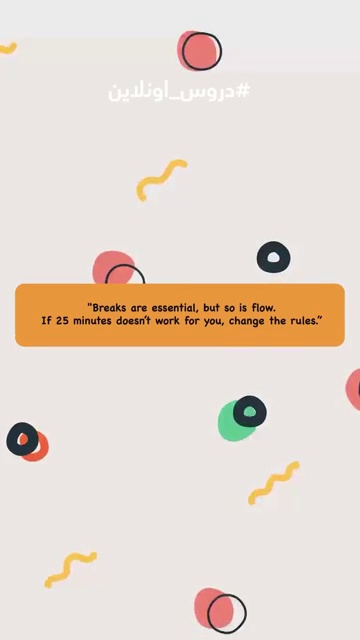 #دروس_اونلاين
"Breaks are essential, but so is flow.
If 25 minutes doesn't work for you, change the rules."